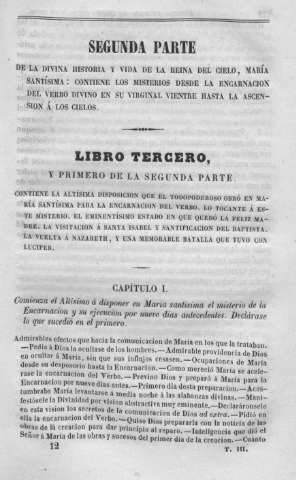 SEGUNDA PARTE
DE LA DIVINA HISTORIA Y VIDA DE LA REINA DEL CIELO, MARÍA
SANTÍSIMA: CONTIENE LOS MISTERIOS DESDE LA ENCARNACION
DEL VERBO DIVINO EN SU VIRGINAL VIENTRE HASTA LA ASCEN-
SION Á LOS CIELOS.
LIBRO TERCERO,
Y PRIMERO DE LA SEGUNDA PARTE.
CONTIENE LA ALTÍSIMA DISPOSICION QUE EL TODOPODEROSO OBRÓ EN MA-
RÍA SANTÍSIMA PARA LA ENCARNACION DEL VERBO. LO TOCANTE Á ES-
TE MISTERIO. EL EMINENTÍSIMO ESTADO EN QUE QUEDÓ LA FELIZ MA-
DRE. LA VISITACION Á SANTA ISABEL Y SANTIFICACION DEL BAPTISTA.
LA VUELTA Á NAZARETH, Y UNA MEMORABLE BATALLA QUE TUVO CON
LUCIFER.
CAPÍTULO I.
Comienza el Altísimo á disponer en María santísima el misterio de la
Encarnacion y su ejecucion por nueve dias antecedentes. Declárase
lo que sucedió en el primero.
Admirables efectos que hacia la comunicacion de María en los que la trataban.
—Pedia á Dios la ocultase de los hombres.—Admirable providencia de Dios
en ocultar á María, sin que sus influjos cesasen.—Ocupaciones de María
desde su desposorio hasta la Encarnacion.—Como mereció María se acele-
rase la Encarnacion del Verbo.—Previno Dios y preparó á María para la
Encarnacion por nueve dias antes.—Primero dia desta preparacion.—Acos-
tumbraba María levantarse á media noche á las alabanzas divinas.—Mani-
festósele la Divinidad por vision abstractiva muy eminente.—Declaráronsele
en esta vision los secretos de la comunicacion de Dios ad extra.—Pidió en
ella la encarnacion del Verbo.—Quiso Dios prepararla con la noticia de las
obras de la creacion para dar principio al reparo.—Inteligencia que dió el
Señor á María de las obras y sucesos del primer dia de la creacion.—Cuánto
12 T. III.